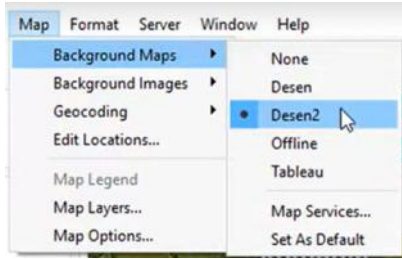 Map Format Server Window Help
Background Maps
Background Images
Geocoding
Edit Locations...
Map Legend
Map Layers...
Map Options...
None
Desen
Desen2
Offline
Tableau
Map Services...
Set As Default